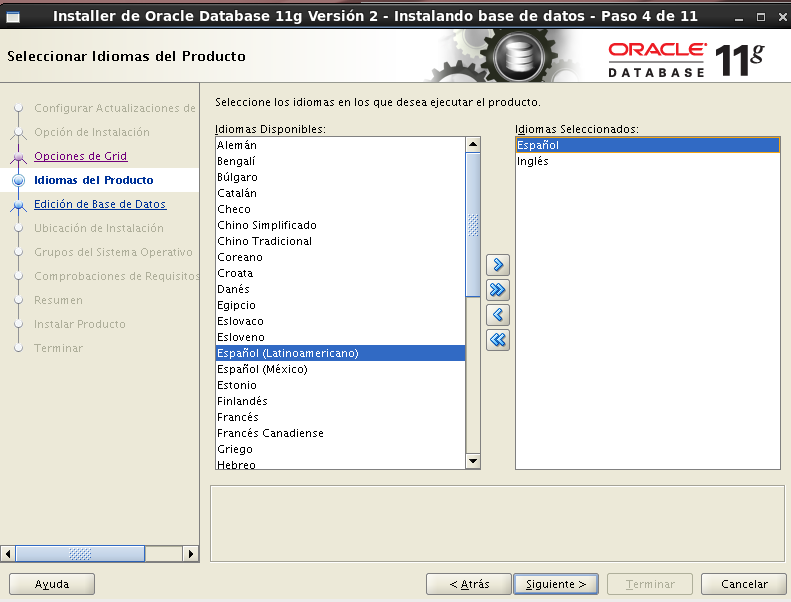 Installer de Oracle Database 11g Versión 2 - Instalando base de datos - Paso 4 de 11
Seleccionar Idiomas del Producto
ORACLE
DATABASE 11g
Configurar Actualizaciones de
Opción de Instalación
Opciones de Grid
Idiomas del Producto
Edición de Base de Datos
Ubicación de Instalación
Grupos del Sistema Operativo
Comprobaciones de Requisitos
Resumen
Instalar Producto
Terminar
Seleccione los idiomas en los que desea ejecutar el producto.
Idiomas Disponibles:
Alemán
Bengalí
Búlgaro
Catalán
Checo
Chino Simplificado
Chino Tradicional
Coreano
Croata
Danés
Egipcio
Eslovaco
Esloveno
Español (Latinoamericano)
Español (México)
Estonio
Finlandés
Francés
Francés Canadiense
Griego
Hebreo
Idiomas Seleccionados:
Español
Inglés
Ayuda
< Atrás
Siguiente >
Terminar
Cancelar